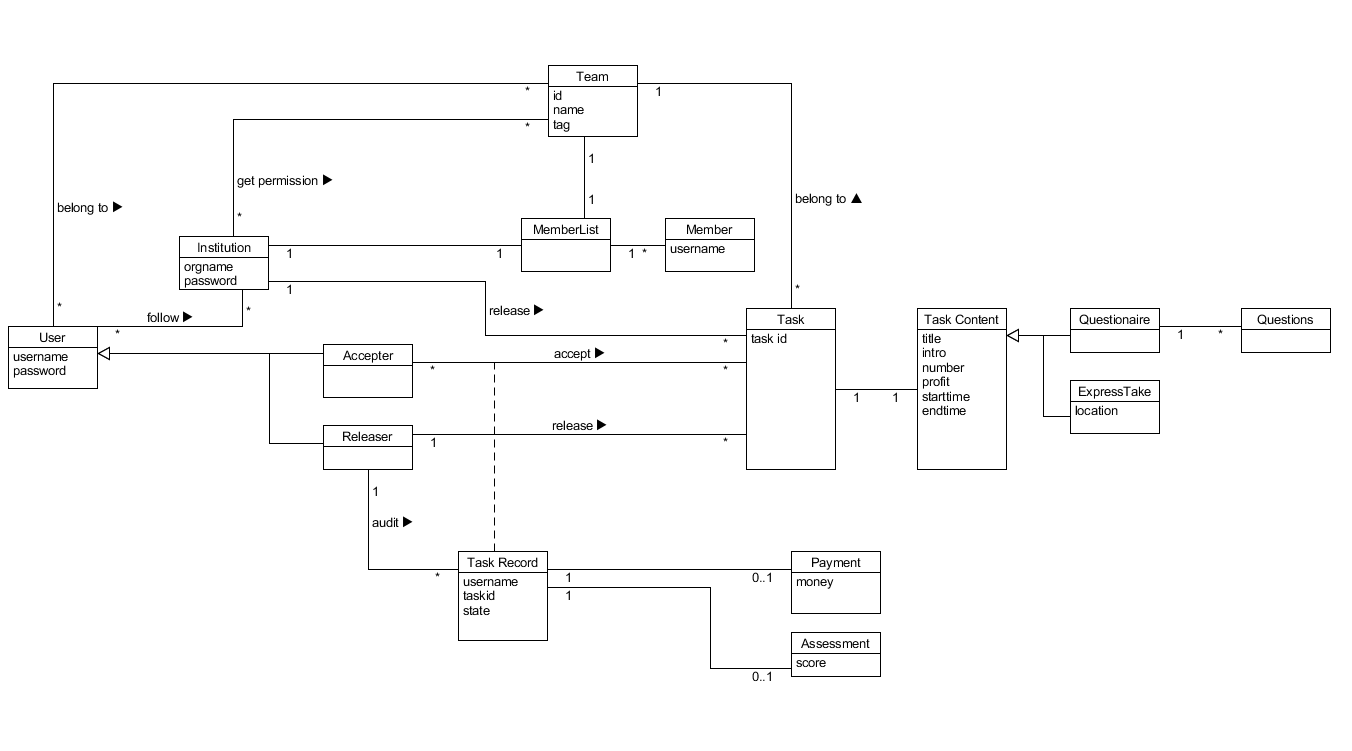 Team
*
1
id
name
tag
*
1
get permission ▶
belong to ▶
belong to ▲
*
1
MemberList
Member
Institution
1
1
1 *
username
orgname
password
1
*
*
*
follow ▶
*
release ▶
User
username
password
Task
task id
*
Task Content
title
intro
number
profit
starttime
endtime
Questionaire
1
*
Questions
Accepter
accept ▶
*
*
ExpressTake
location
1
1
Releaser
release ▶
1
*
1
audit ▶
*
Task Record
username
taskid
state
1
0..1
1
Payment
money
Assessment
score
0..1